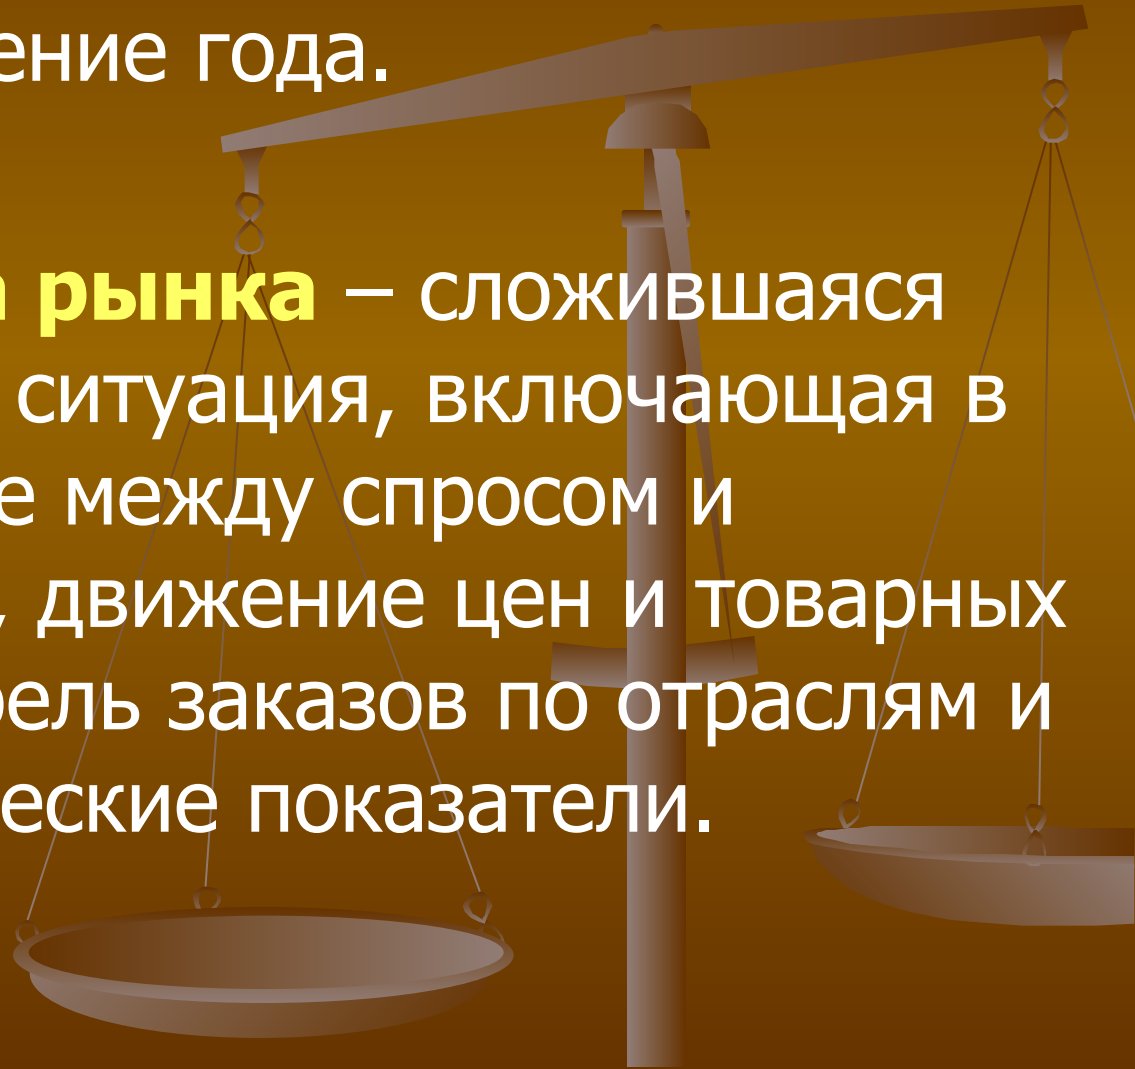 ение года.
а рынка – сложившаяся
ситуация, включающая в
е между спросом и
, движение цен и товарных
ель заказов по отраслям и
еские показатели.